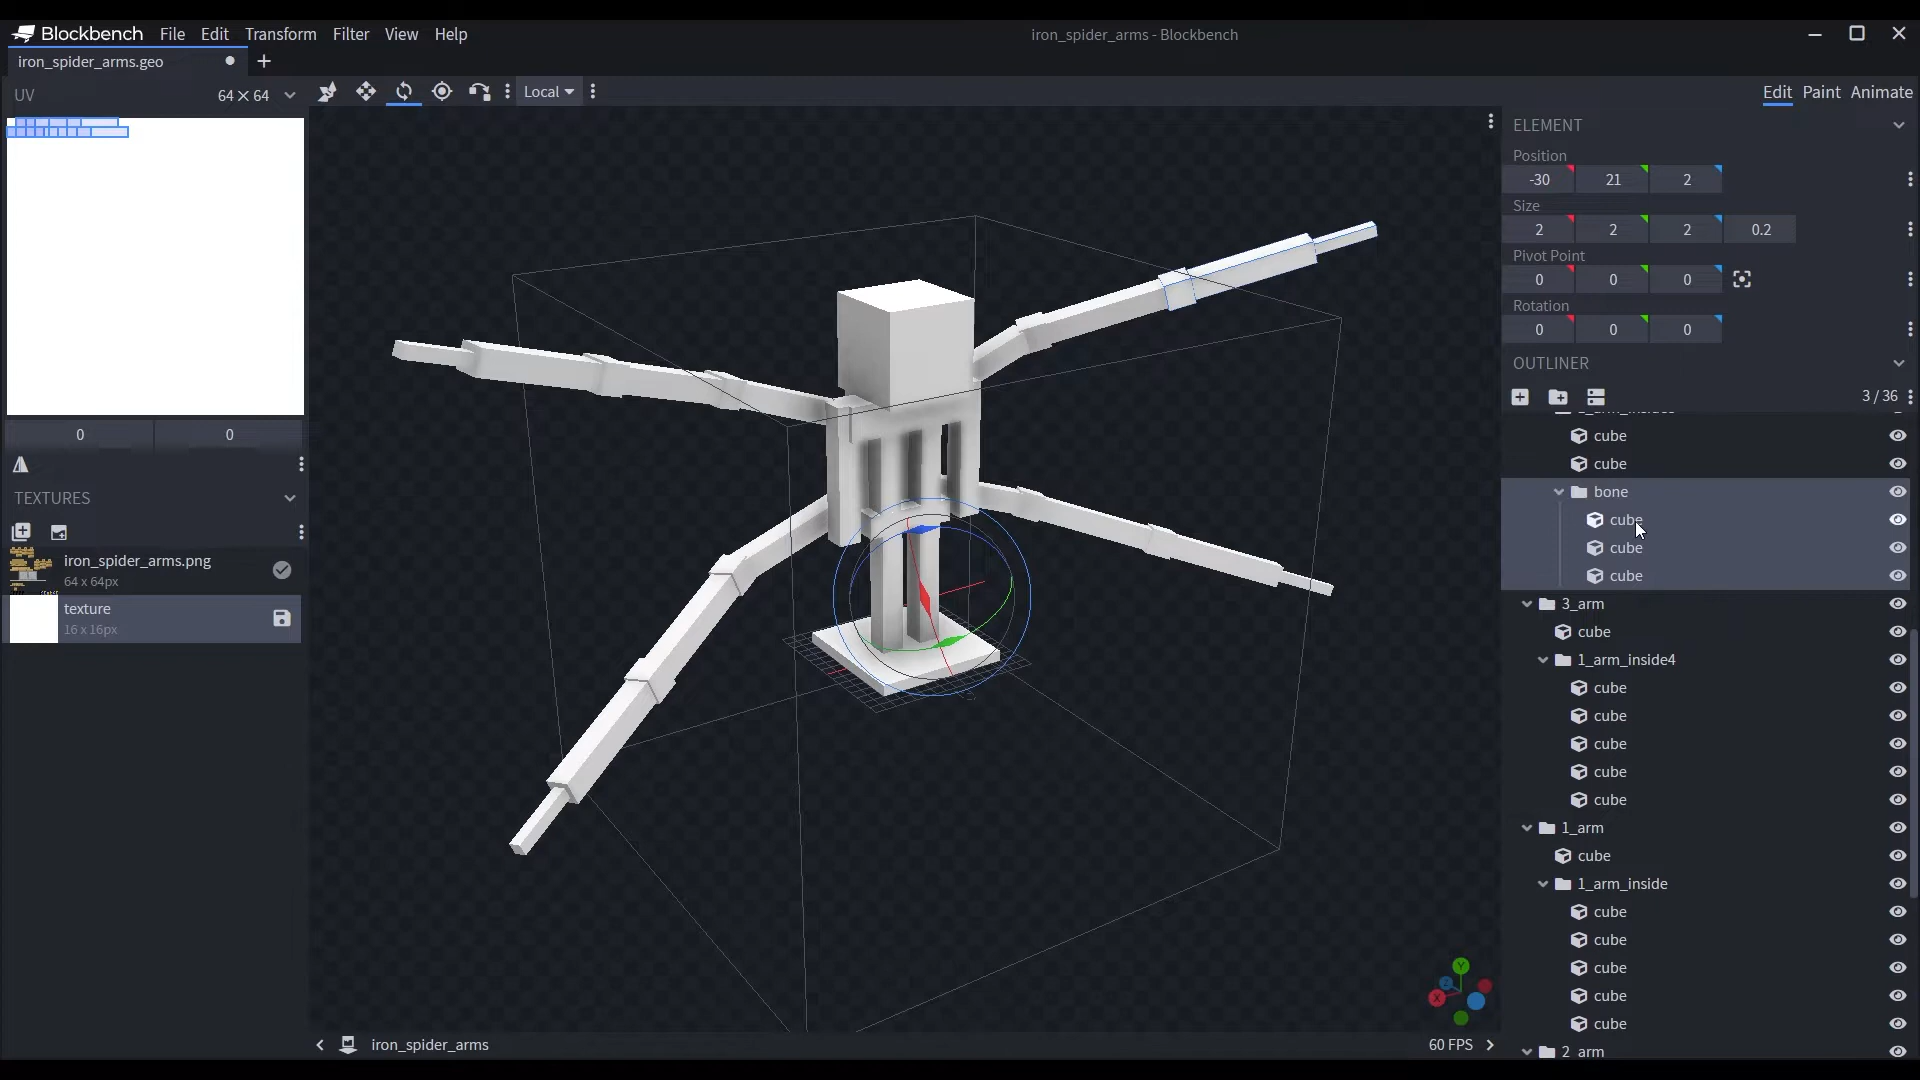 Blockbench File Edit Transform Filter View Help
iron_spider_arms - Blockbench
iron_spider_arms.geo
UV 64 × 64
Local
Edit Paint Animate
ELEMENT
Position
-30 21 2
Size
2 2 2 0.2
Pivot Point
0 0 0
Rotation
0 0 0
OUTLINER
3 / 36
cube
cube
bone
cube
cube
cube
3_arm
cube
1_arm_inside4
cube
cube
cube
cube
cube
1_arm
cube
1_arm_inside
cube
cube
cube
cube
cube
2_arm
0 0
TEXTURES
iron_spider_arms.png
64 x 64px
texture
16 x 16px
Y
Z
X
iron_spider_arms
60 FPS